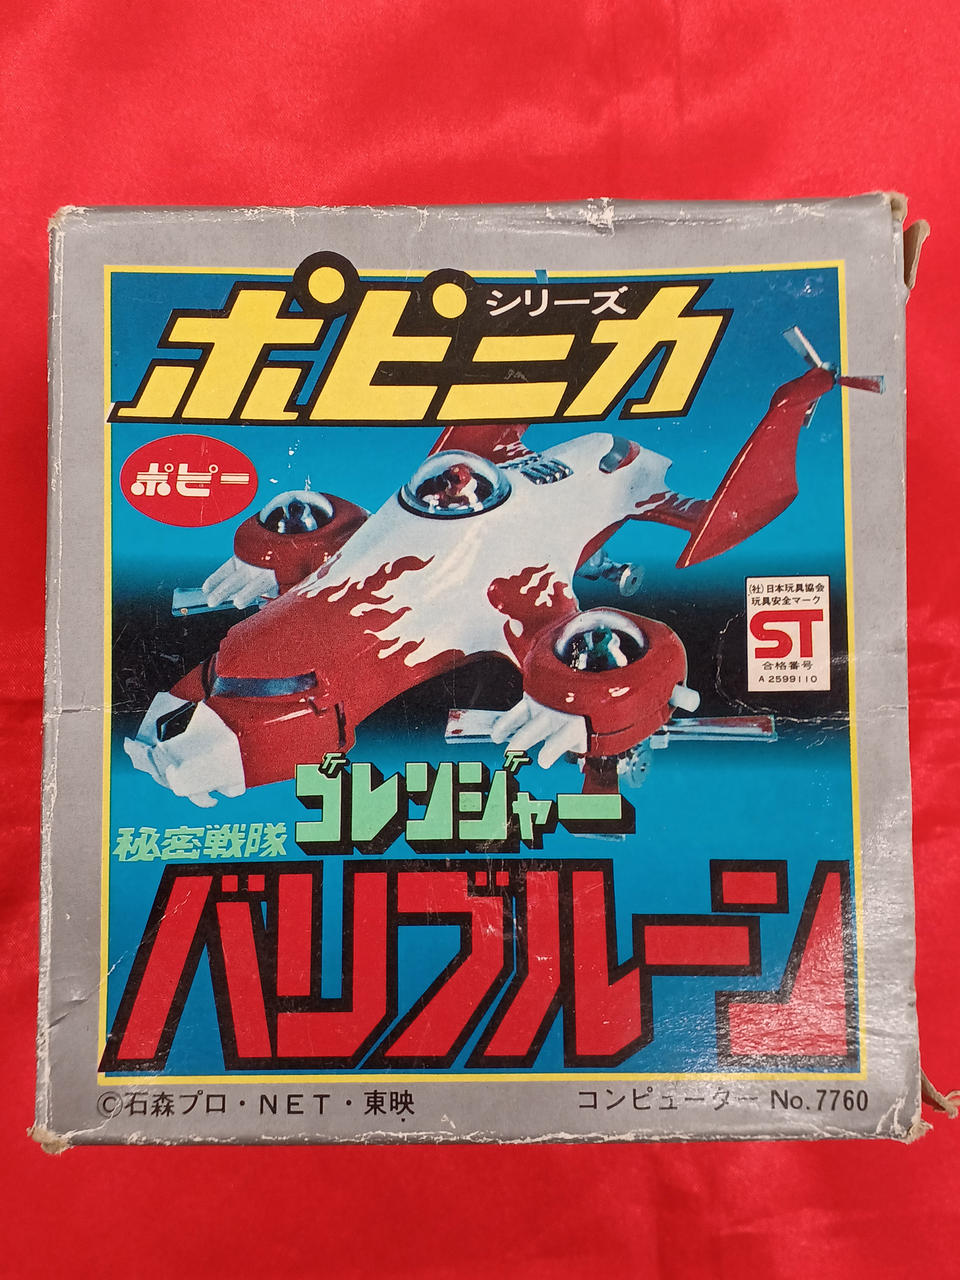 シリーズ
ポピニカ
ポピー
(社)日本玩具協会
玩具安全マーク
ST
合格番号
A 2599110
秘密戦隊
ゴレンジャー
バリブルーン
©石森プロ・NET・東映
コンピューター No.7760